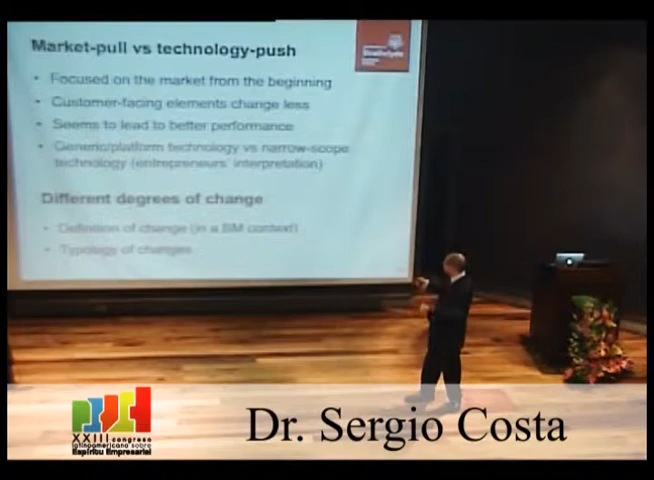 Market-pull vs technology-push
• Focused on the market from the beginning
• Customer-facing elements change less
• Seems to lead to better performance
• Generic/platform technology vs narrow-scope
technology (entrepreneurs' interpretation)
Different degrees of change
• Definition of change (in a BM context)
• Typology of changes
XXIII congreso
latinoamericano sobre
Espíritu Empresarial
Dr. Sergio Costa